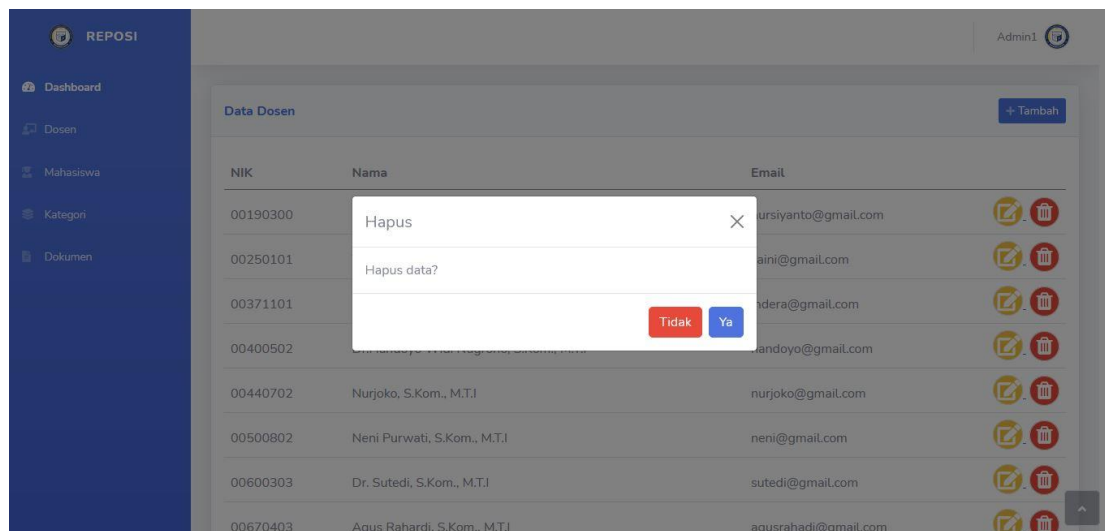 REPOSI
Admin1
Dashboard
Dosen
Mahasiswa
Kategori
Dokumen
Data Dosen
+ Tambah
NIK Nama Email
00190300 ursiyanto@gmail.com
00250101 aini@gmail.com
00371101 ndera@gmail.com
00400502 handoyo@gmail.com
00440702 Nurjoko, S.Kom., M.T.I nurjoko@gmail.com
00500802 Neni Purwati, S.Kom., M.T.I neni@gmail.com
00600303 Dr. Sutedi, S.Kom., M.T.I sutedi@gmail.com
00670403 Agus Rahardi, S.Kom., M.T.I agusrahadi@gmail.com
Hapus
Hapus data?
Tidak Ya